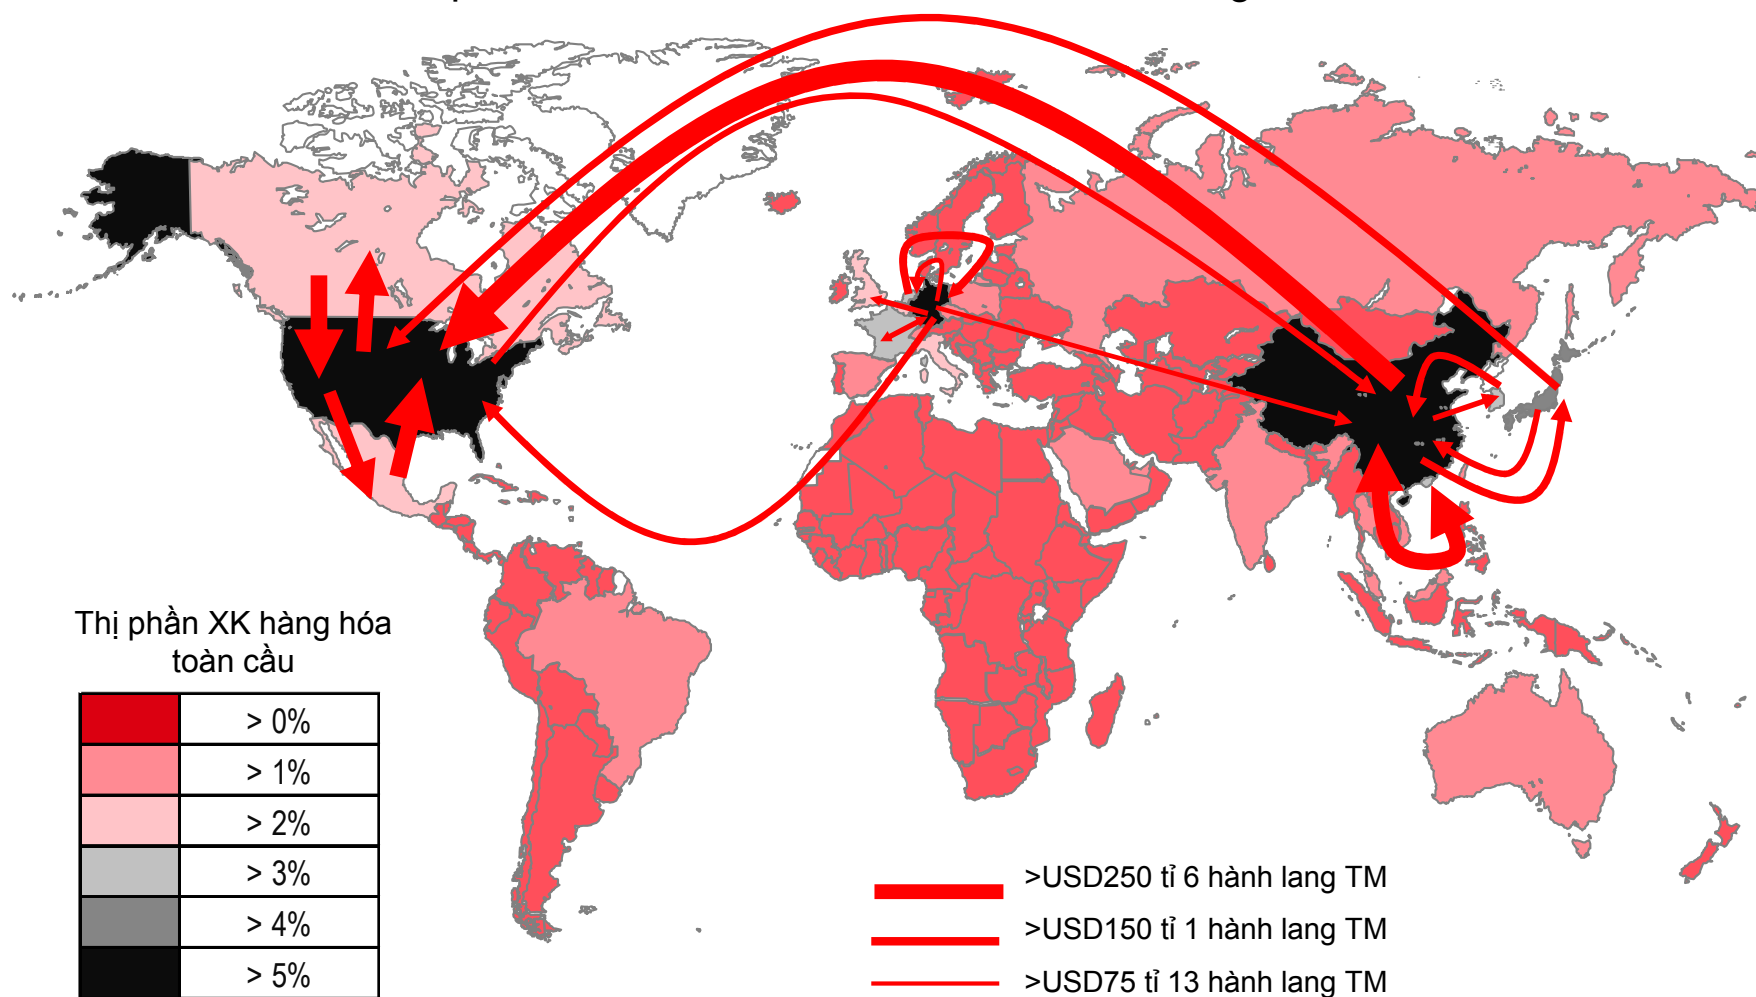 Thị phần XK hàng hóa
toàn cầu
> 0%
> 1%
> 2%
> 3%
> 4%
> 5%
>USD250 tỉ 6 hành lang TM
>USD150 tỉ 1 hành lang TM
>USD75 tỉ 13 hành lang TM